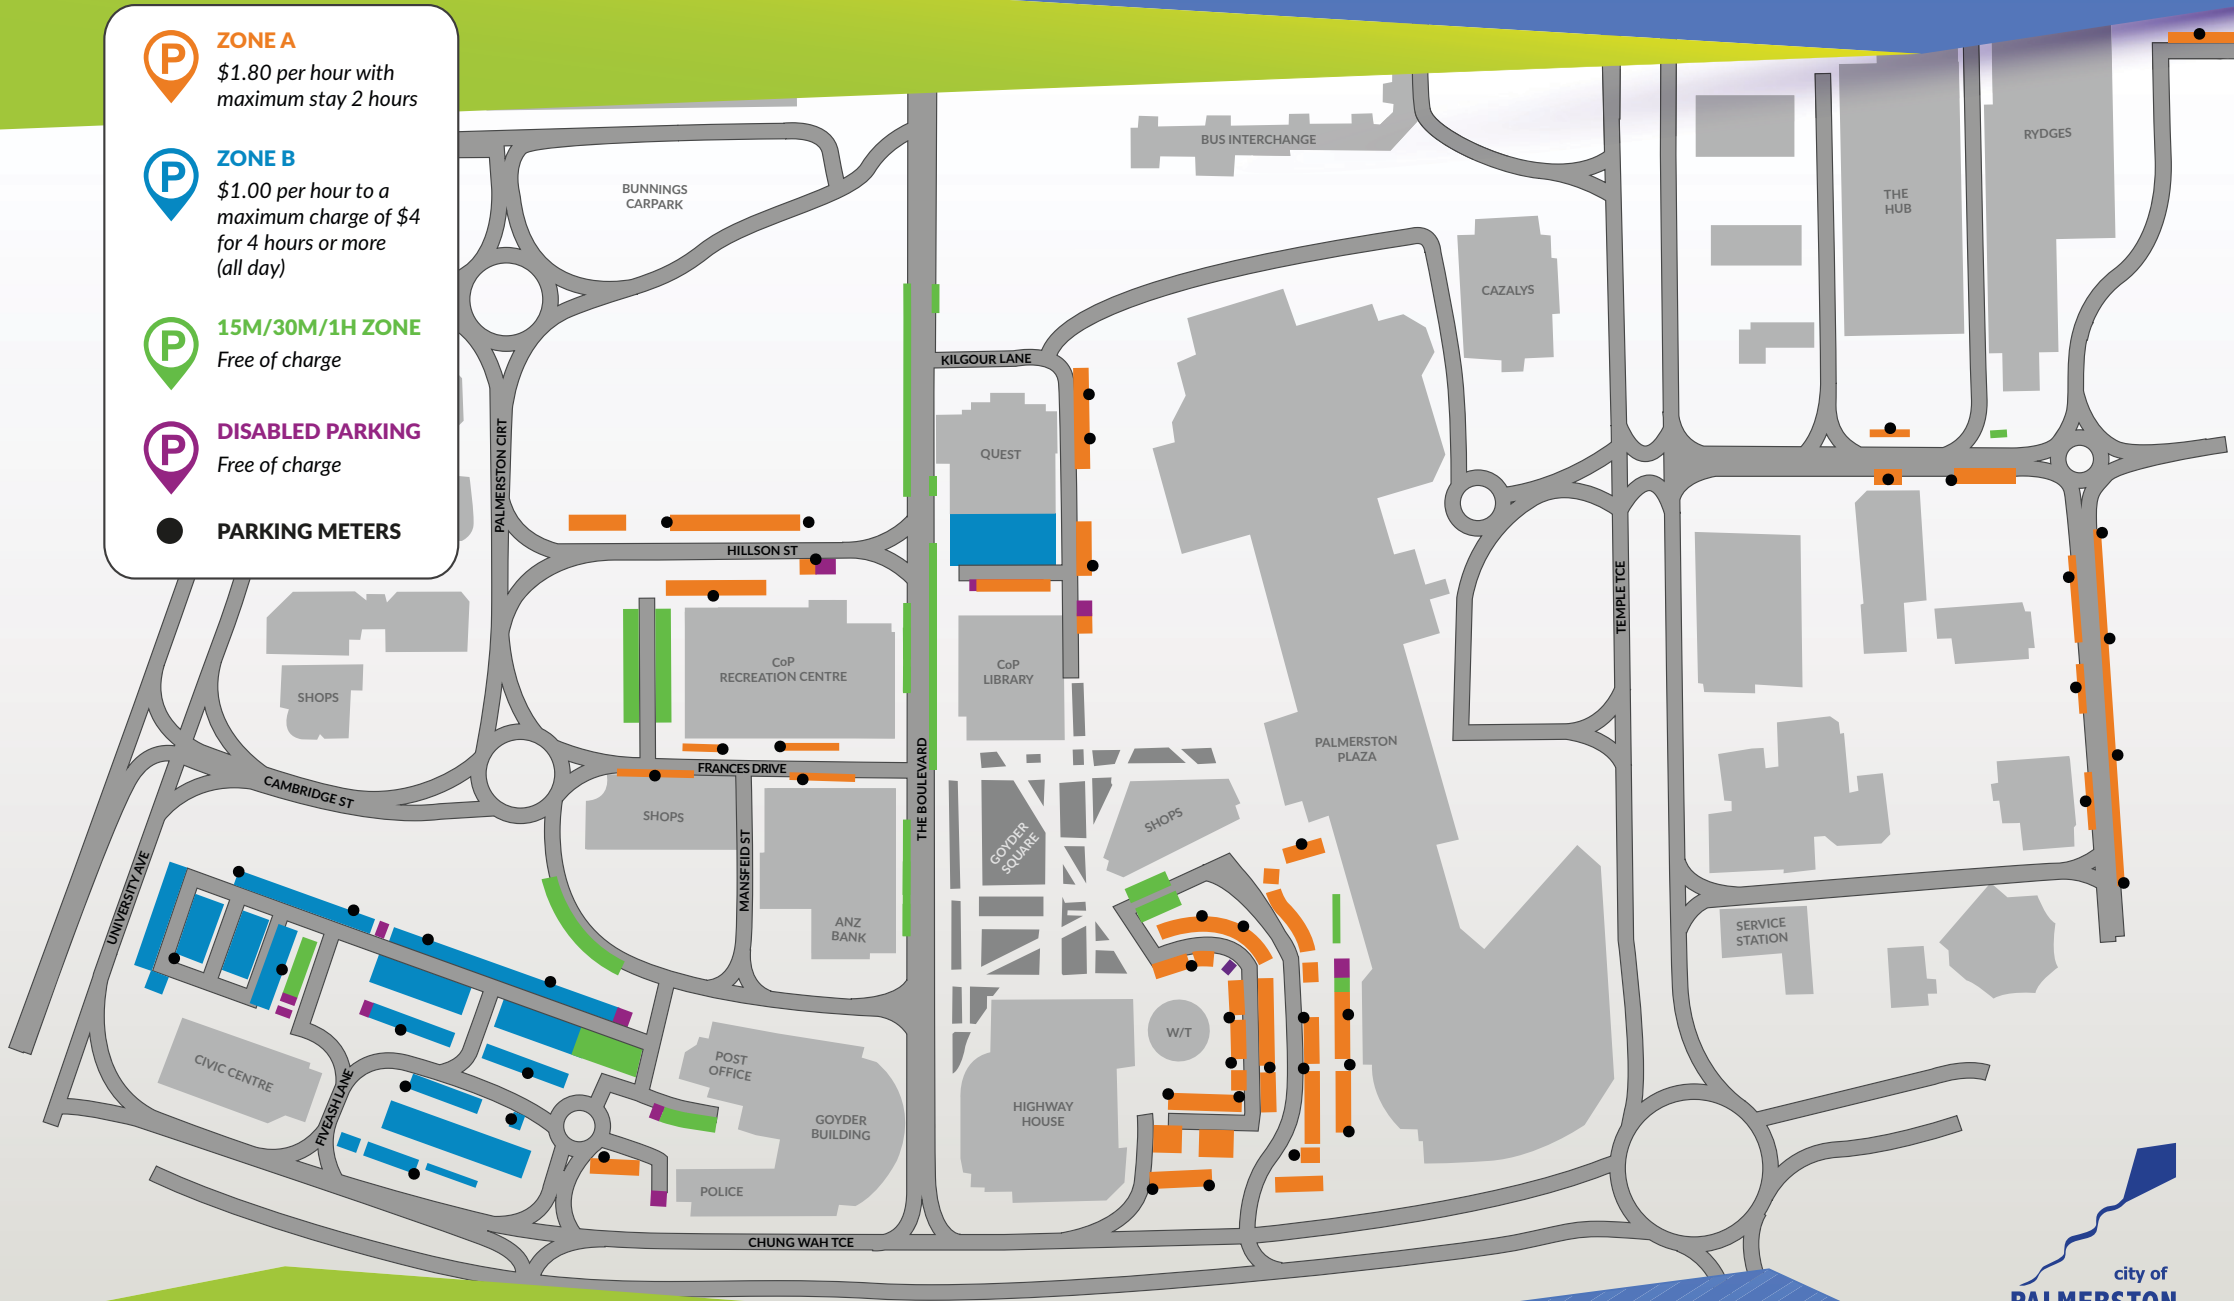 P
ZONE A
$1.80 per hour with
maximum stay 2 hours
P
ZONE B
$1.00 per hour to a
maximum charge of $4
for 4 hours or more
(all day)
P
15M/30M/1H ZONE
Free of charge
P
DISABLED PARKING
Free of charge
PARKING METERS
BUNNINGS
CARPARK
BUS INTERCHANGE
CAZALYS
THE
HUB
RYDGES
KILGOUR LANE
QUEST
PALMERSTON CIRT
HILLSON ST
TEMPLE TCE
CoP
RECREATION CENTRE
CoP
LIBRARY
SHOPS
PALMERSTON
PLAZA
THE BOULEVARD
FRANCES DRIVE
CAMBRIDGE ST
SHOPS
MANSFEID ST
GOYDER
SQUARE
SHOPS
UNIVERSITY AVE
ANZ
BANK
SERVICE
STATION
W/T
CIVIC CENTRE
POST
OFFICE
FIVEASH LANE
GOYDER
BUILDING
HIGHWAY
HOUSE
POLICE
CHUNG WAH TCE
city of
PALMERSTON